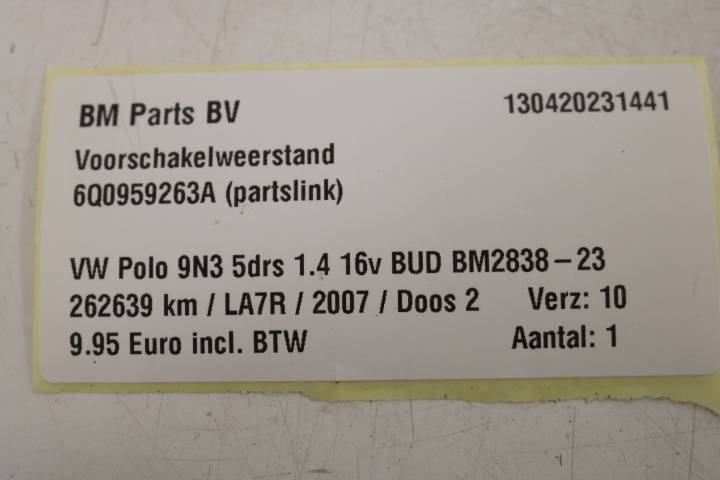 BM Parts BV 130420231441
Voorschakelweerstand
6Q0959263A (partslink)
VW Polo 9N3 5drs 1.4 16v BUD BM2838-23
262639 km / LA7R / 2007 / Doos 2 Verz: 10
9.95 Euro incl. BTW Aantal: 1